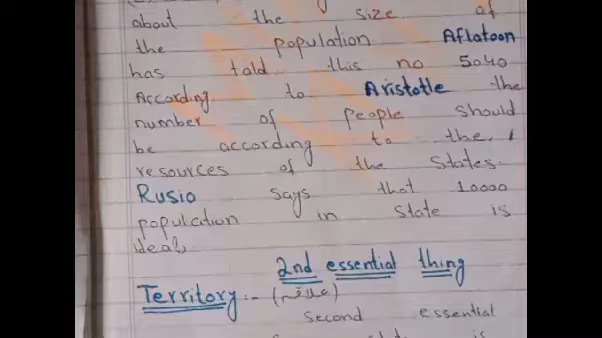 about the size of
the population Aflatoon
has told this no 5040
According to Aristotle the
number of people should
be according to the
resources of the States.
Rusio says that 10000
population in state is
ideal.
2nd essential thing
Territory :-
second essential
is